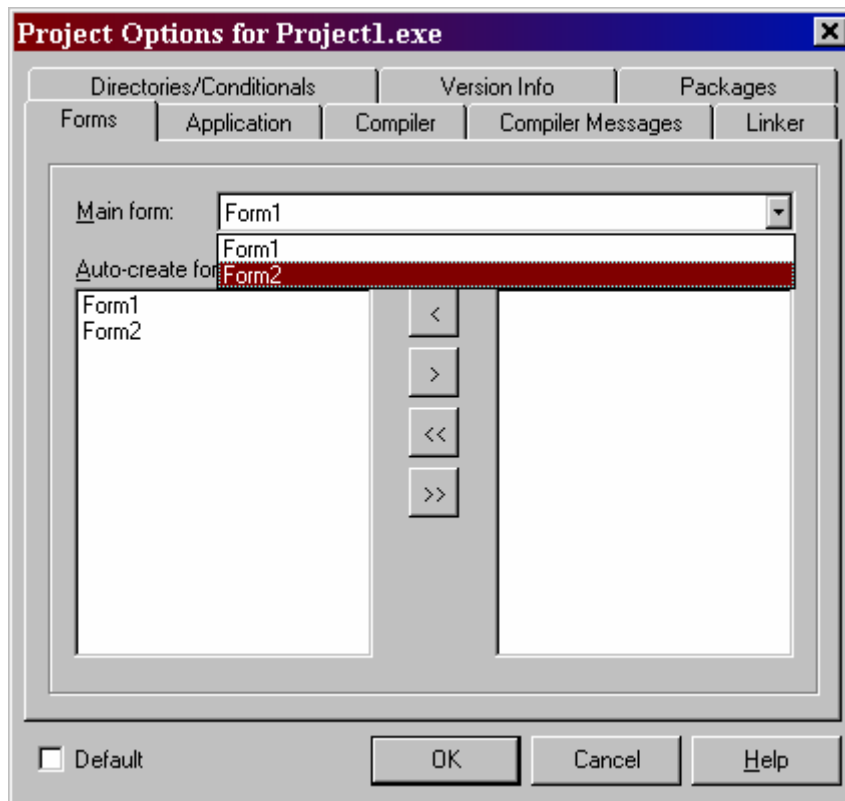 Project Options for Project1.exe
Directories/Conditionals Version Info Packages
Forms Application Compiler Compiler Messages Linker
Main form: Form1
Form1
Auto-create for Form2
Form1 <
Form2
>
<<
>>
Default OK Cancel Help